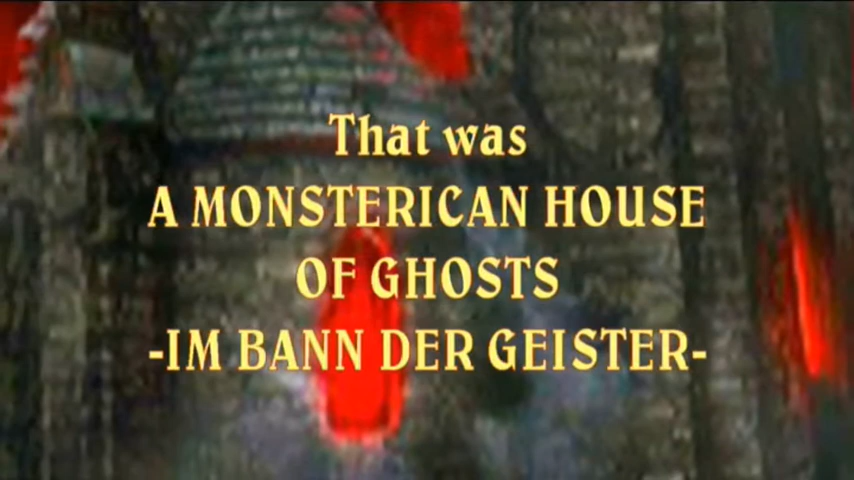 That was
A MONSTERICAN HOUSE
OF GHOSTS
-IM BANN DER GEISTER-